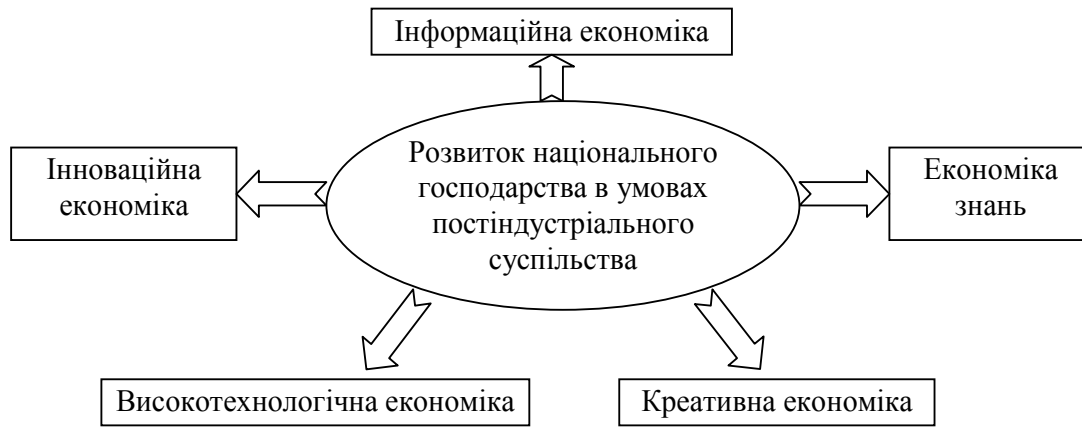 Інформаційна економіка
Інноваційна
економіка
Розвиток національного
господарства в умовах
постіндустріального
суспільства
Економіка
знань
Високотехнологічна економіка
Креативна економіка